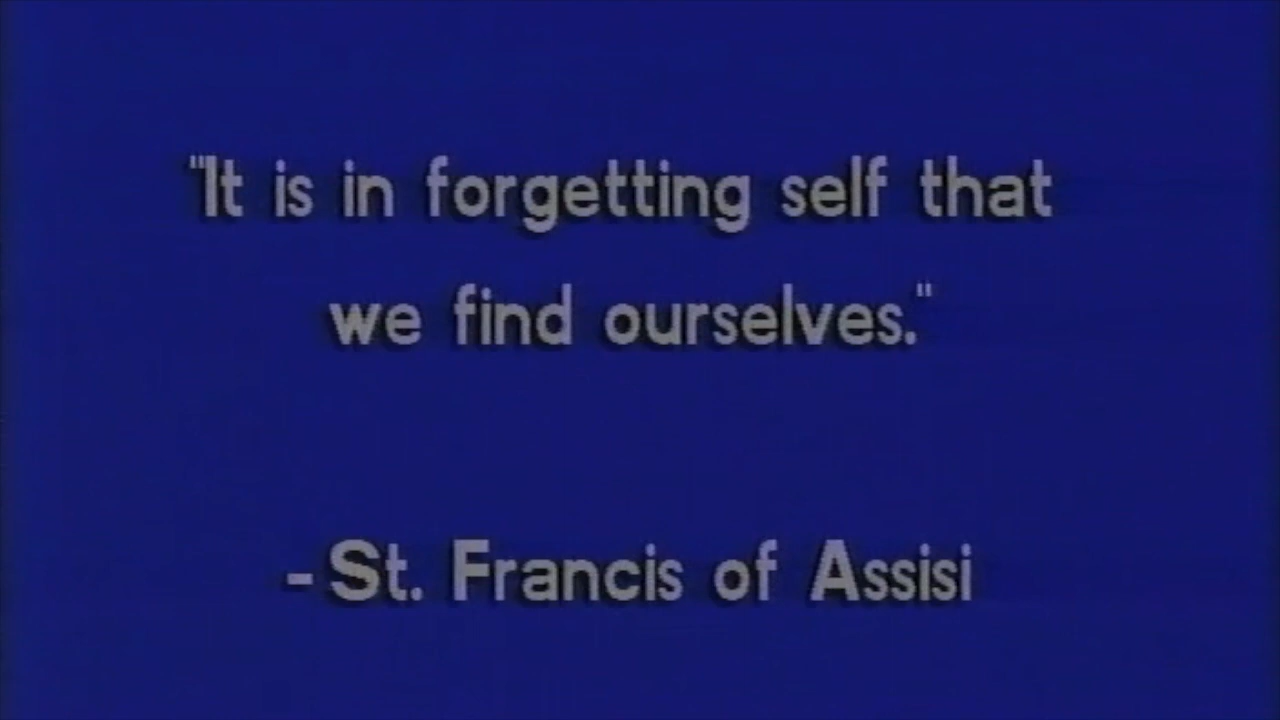 "It is in forgetting self that
we find ourselves."
- St. Francis of Assisi